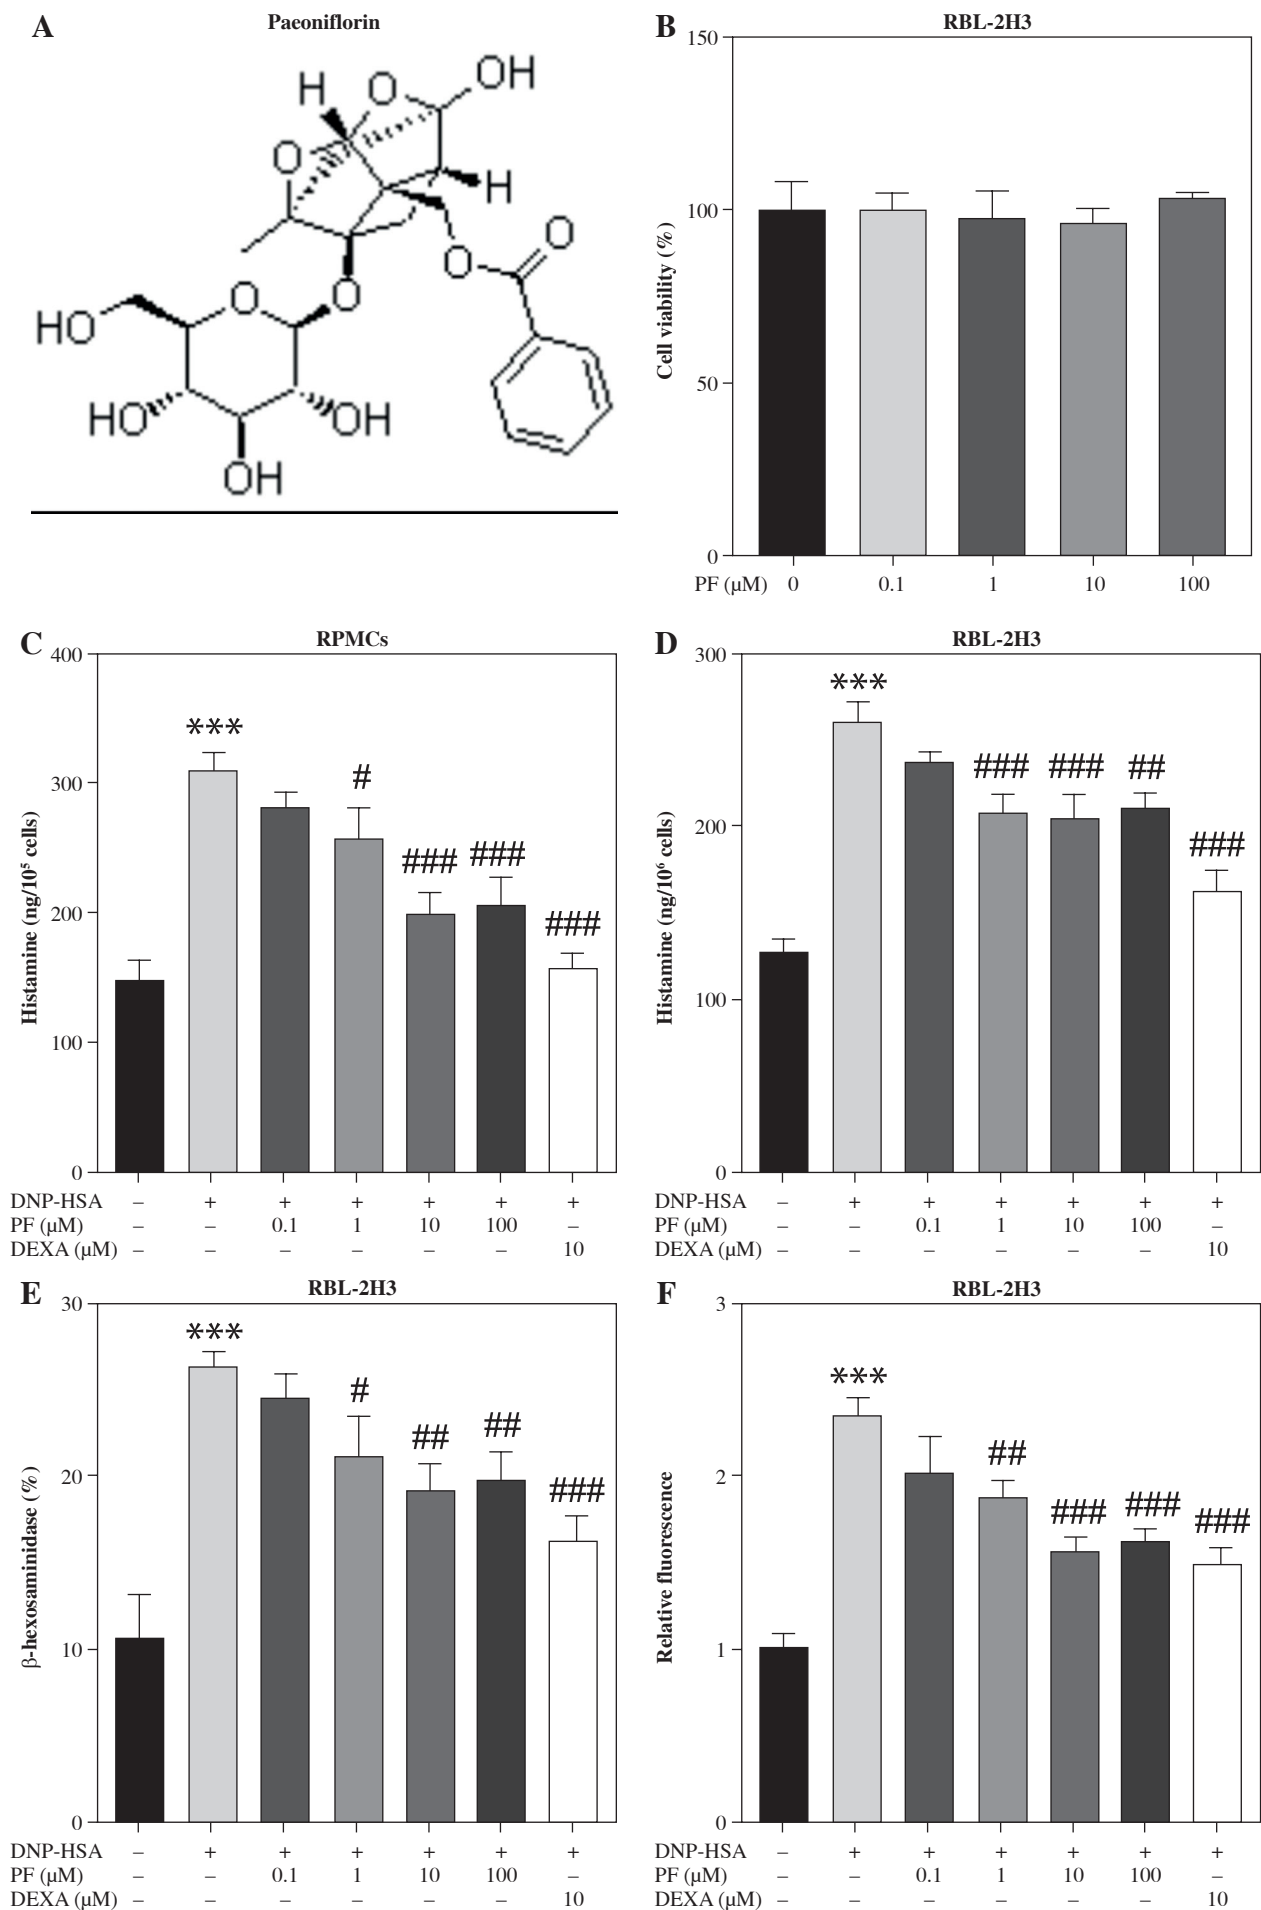 A
Paeoniflorin
H
O
OH
O
H
O
O
O
O
HO
HO
OH
OH
B
RBL-2H3
150
100
50
0
Cell viability (%)
PF (µM) 0 0.1 1 10 100
C
RPMCs
400
300
200
100
0
Histamine (ng/10⁵ cells)
***
#
###
###
###
DNP-HSA – + + + + + +
PF (µM) – – 0.1 1 10 100 –
DEXA (µM) – – – – – – 10
D
RBL-2H3
300
200
100
0
Histamine (ng/10⁶ cells)
***
###
###
##
###
DNP-HSA – + + + + + +
PF (µM) – – 0.1 1 10 100 –
DEXA (µM) – – – – – – 10
E
RBL-2H3
30
20
10
0
β-hexosaminidase (%)
***
#
##
##
###
DNP-HSA – + + + + + +
PF (µM) – – 0.1 1 10 100 –
DEXA (µM) – – – – – – 10
F
RBL-2H3
3
2
1
0
Relative fluorescence
***
##
###
###
###
DNP-HSA – + + + + + +
PF (µM) – – 0.1 1 10 100 –
DEXA (µM) – – – – – – 10